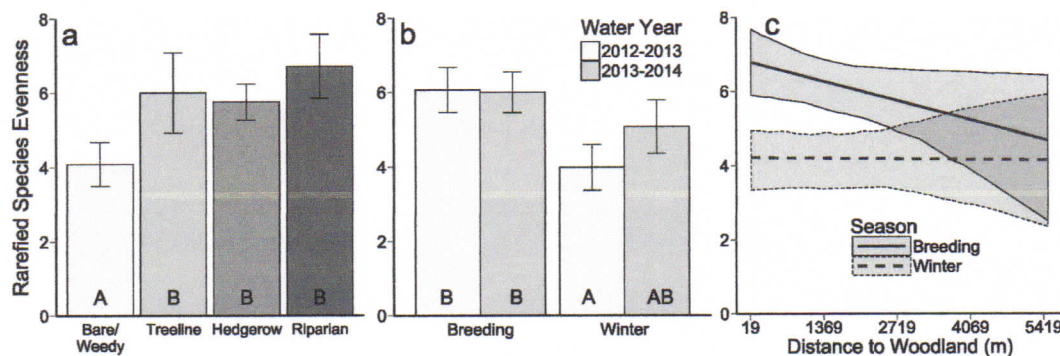 Rarefied Species Evenness
8
6
4
2
0
a
A
B
B
B
Bare/
Weedy
Treeline
Hedgerow
Riparian
8
6
4
2
0
b
Water Year
2012-2013
2013-2014
B
B
A
AB
Breeding
Winter
8
6
4
2
0
c
Season
Breeding
Winter
19
1369
2719
4069
5419
Distance to Woodland (m)